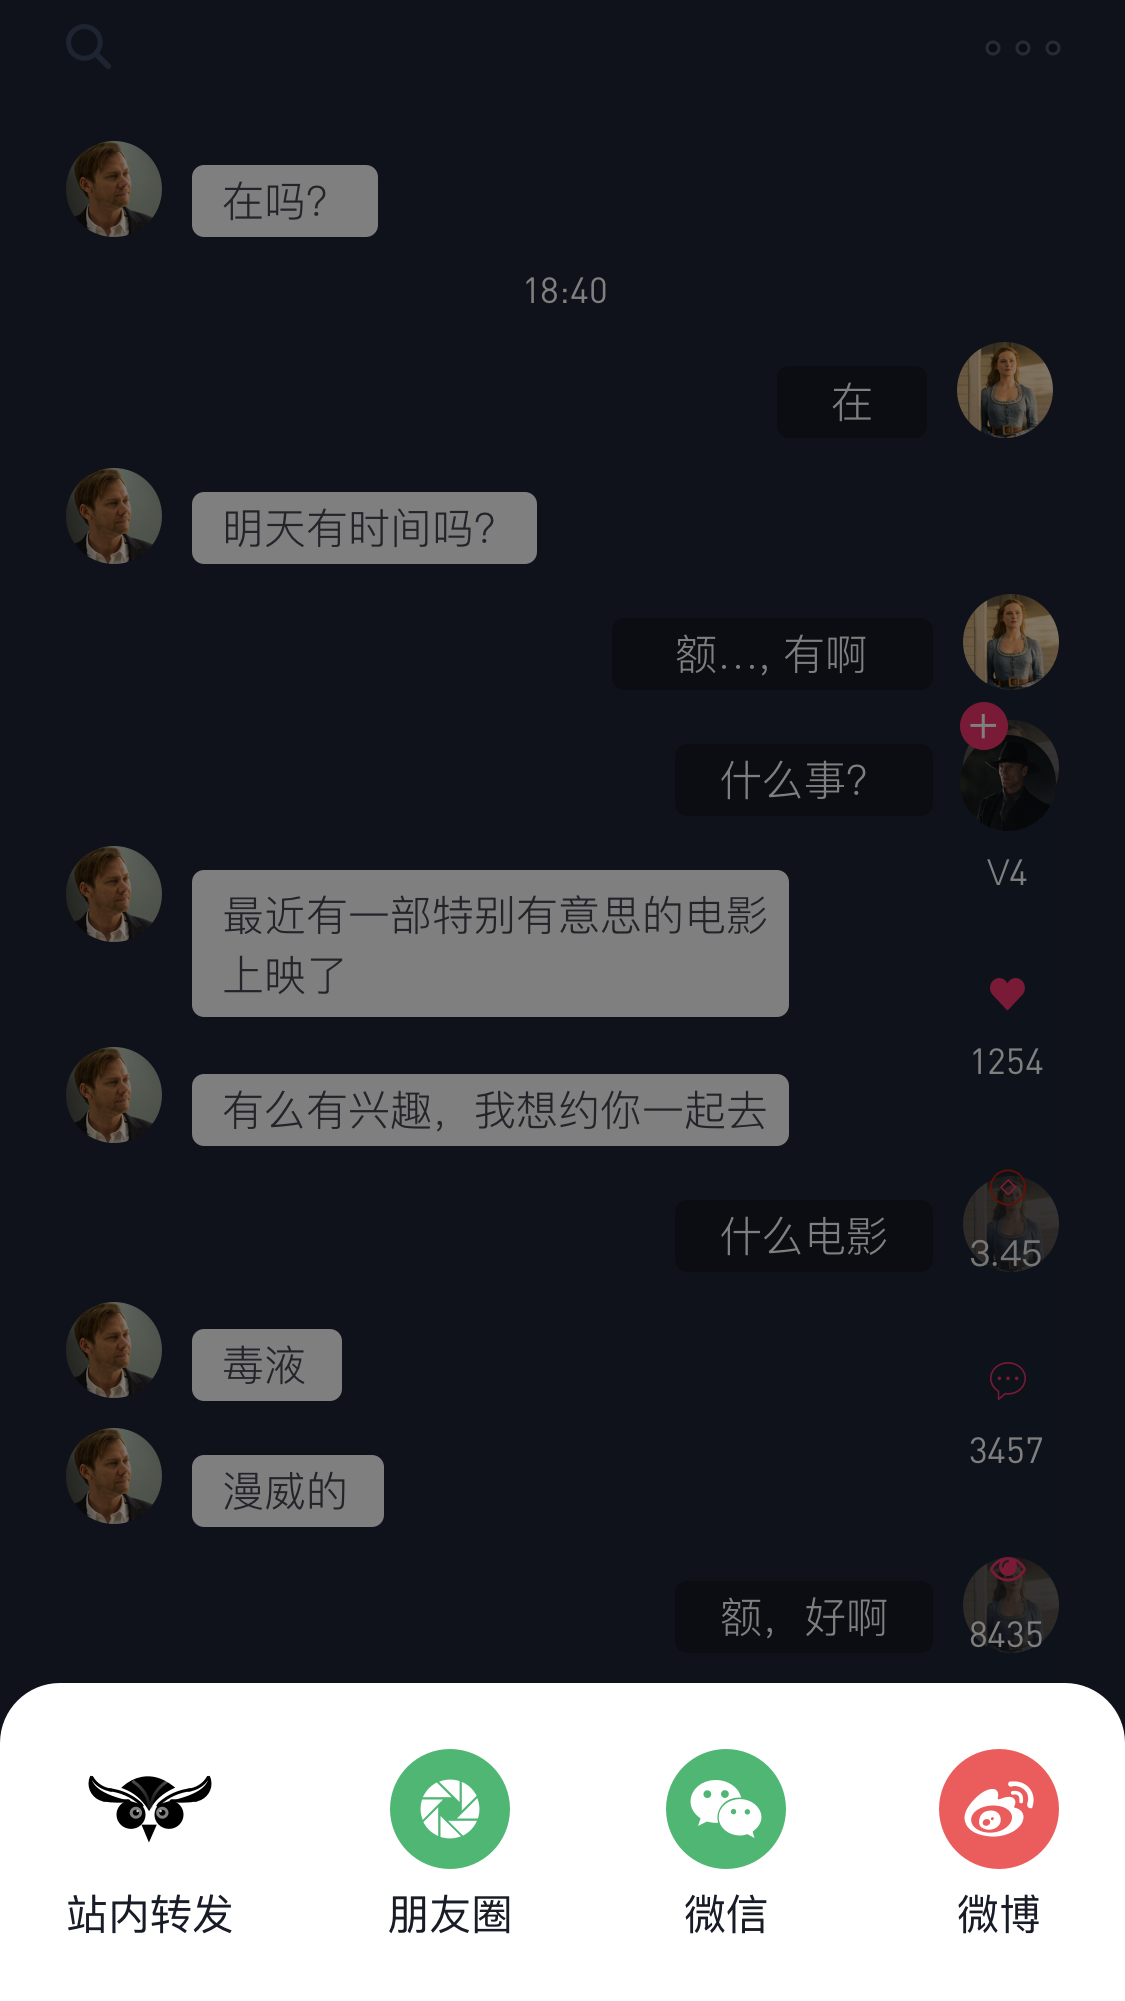 在吗?
18:40
在
明天有时间吗?
额..., 有啊
什么事?
V4
最近有一部特别有意思的电影
上映了
1254
有么有兴趣，我想约你一起去
什么电影
3.45
毒液
3457
漫威的
额，好啊
8435
站内转发
朋友圈
微信
微博